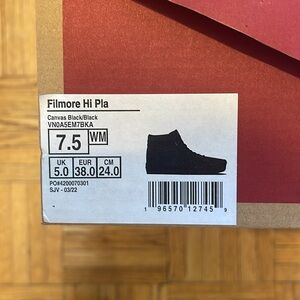 Filmore Hi Pla
Canvas Black/Black
VN0A5EM7BKA
7.5 WM
UK EUR CM
5.0 38.0 24.0
PO#4200070301
SJV - 03/22
1 96570 12745 9